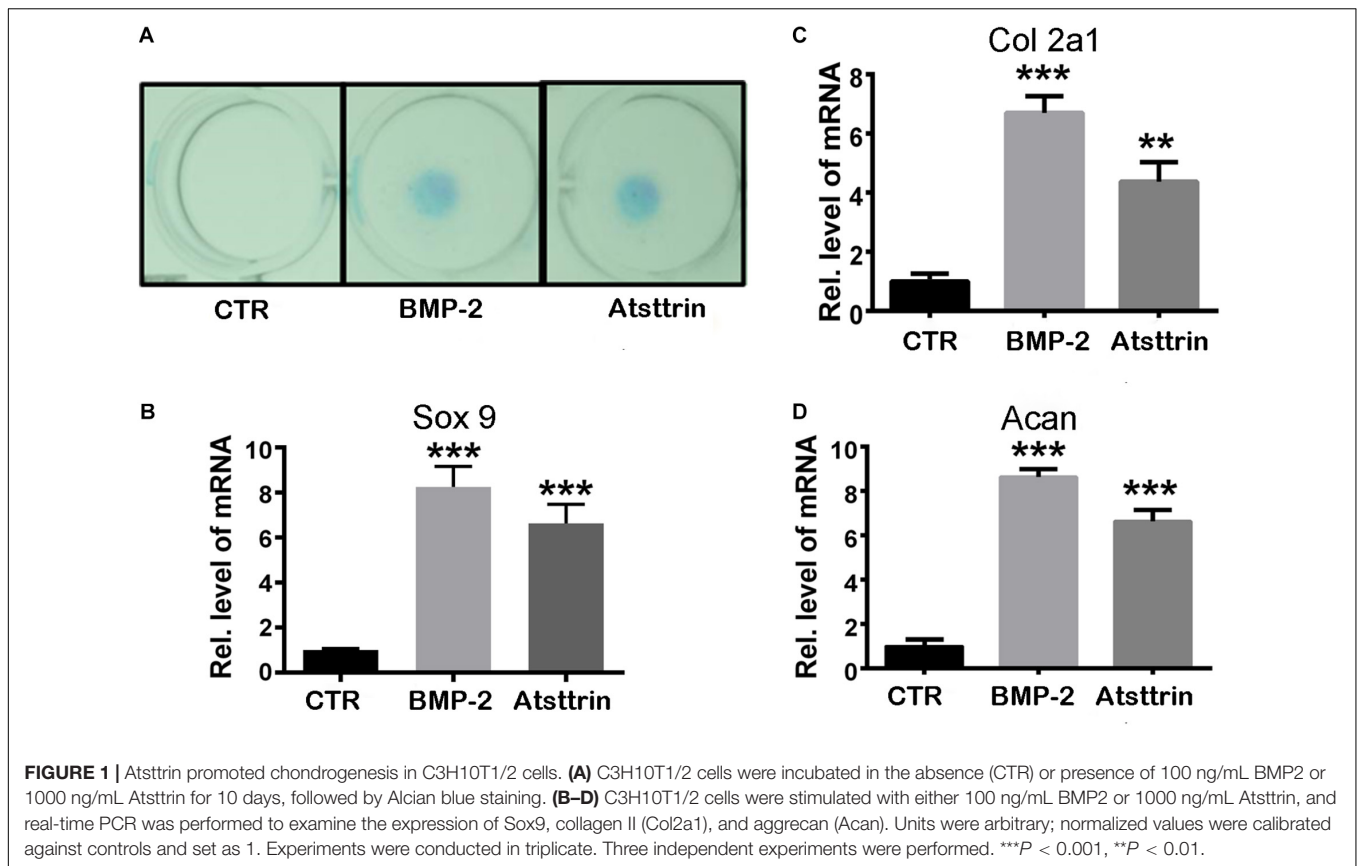 A
CTR
BMP-2
Atsttrin
C
Col 2a1
Rel. level of mRNA
8
6
4
2
0
***
**
CTR
BMP-2
Atsttrin
B
Sox 9
Rel. level of mRNA
10
8
6
4
2
0
***
***
CTR
BMP-2
Atsttrin
D
Acan
Rel. level of mRNA
10
8
6
4
2
0
***
***
CTR
BMP-2
Atsttrin
FIGURE 1 | Atsttrin promoted chondrogenesis in C3H10T1/2 cells. (A) C3H10T1/2 cells were incubated in the absence (CTR) or presence of 100 ng/mL BMP2 or
1000 ng/mL Atsttrin for 10 days, followed by Alcian blue staining. (B–D) C3H10T1/2 cells were stimulated with either 100 ng/mL BMP2 or 1000 ng/mL Atsttrin, and
real-time PCR was performed to examine the expression of Sox9, collagen II (Col2a1), and aggrecan (Acan). Units were arbitrary; normalized values were calibrated
against controls and set as 1. Experiments were conducted in triplicate. Three independent experiments were performed. ***P < 0.001, **P < 0.01.